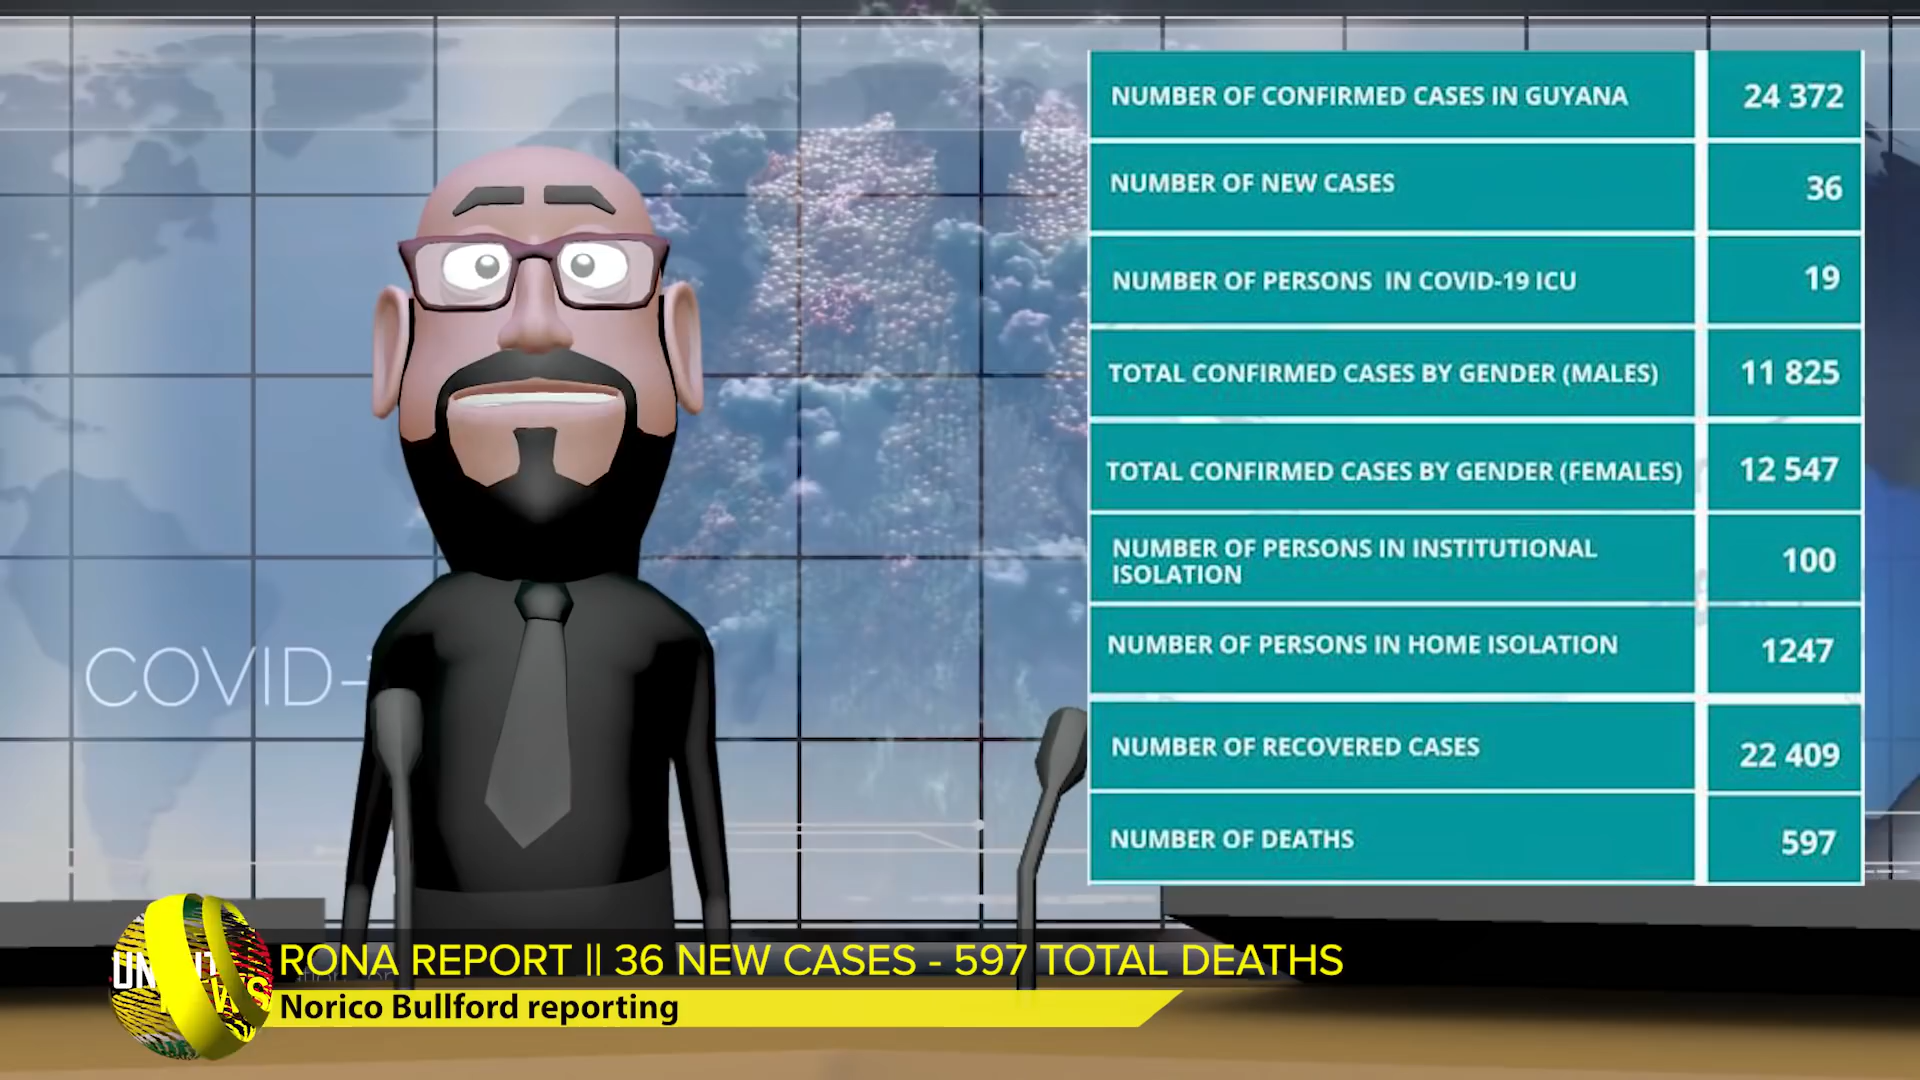 NUMBER OF CONFIRMED CASES IN GUYANA 24 372
NUMBER OF NEW CASES 36
NUMBER OF PERSONS IN COVID-19 ICU 19
TOTAL CONFIRMED CASES BY GENDER (MALES) 11 825
TOTAL CONFIRMED CASES BY GENDER (FEMALES) 12 547
NUMBER OF PERSONS IN INSTITUTIONAL
ISOLATION 100
NUMBER OF PERSONS IN HOME ISOLATION 1247
NUMBER OF RECOVERED CASES 22 409
NUMBER OF DEATHS 597
COVID-
RONA REPORT || 36 NEW CASES - 597 TOTAL DEATHS
Norico Bullford reporting